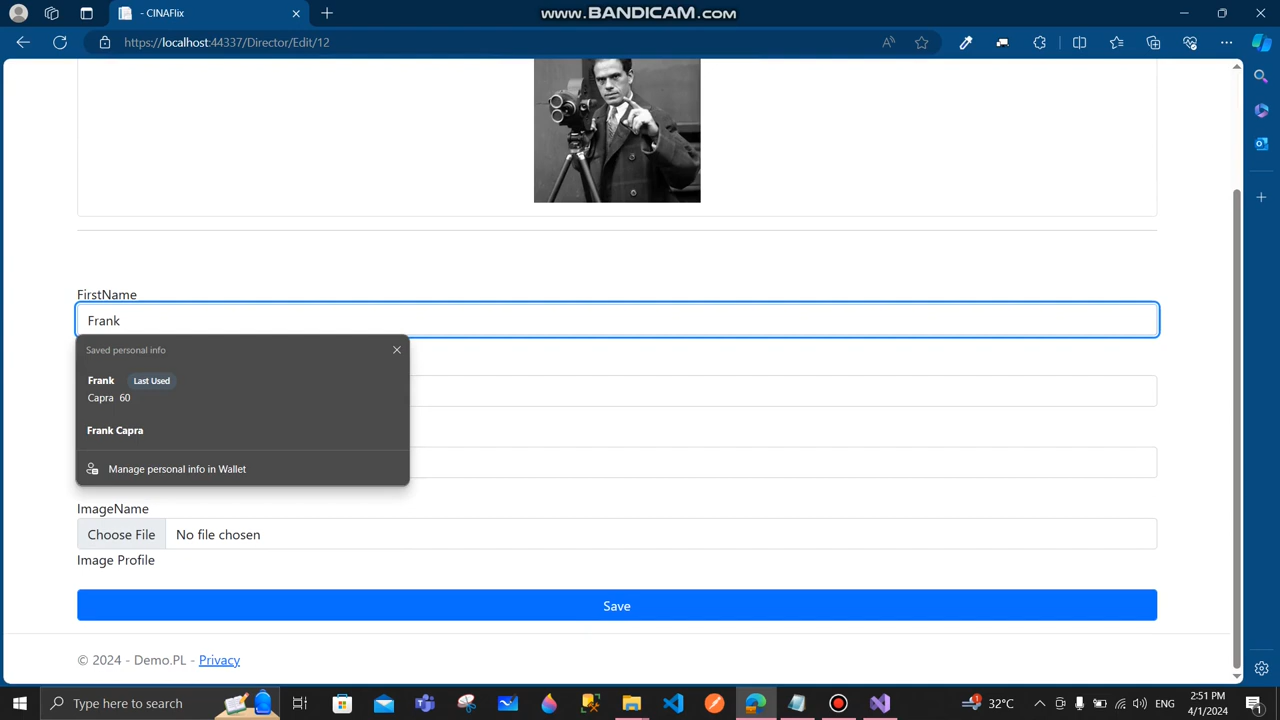 - CINAFlix
www.BANDICAM.com
https://localhost:44337/Director/Edit/12
FirstName
Frank
Saved personal info
Frank Last Used
Capra 60
Frank Capra
Manage personal info in Wallet
ImageName
Choose File No file chosen
Image Profile
Save
© 2024 - Demo.PL - Privacy
Type here to search
32°C
ENG
2:51 PM
4/1/2024
1
1